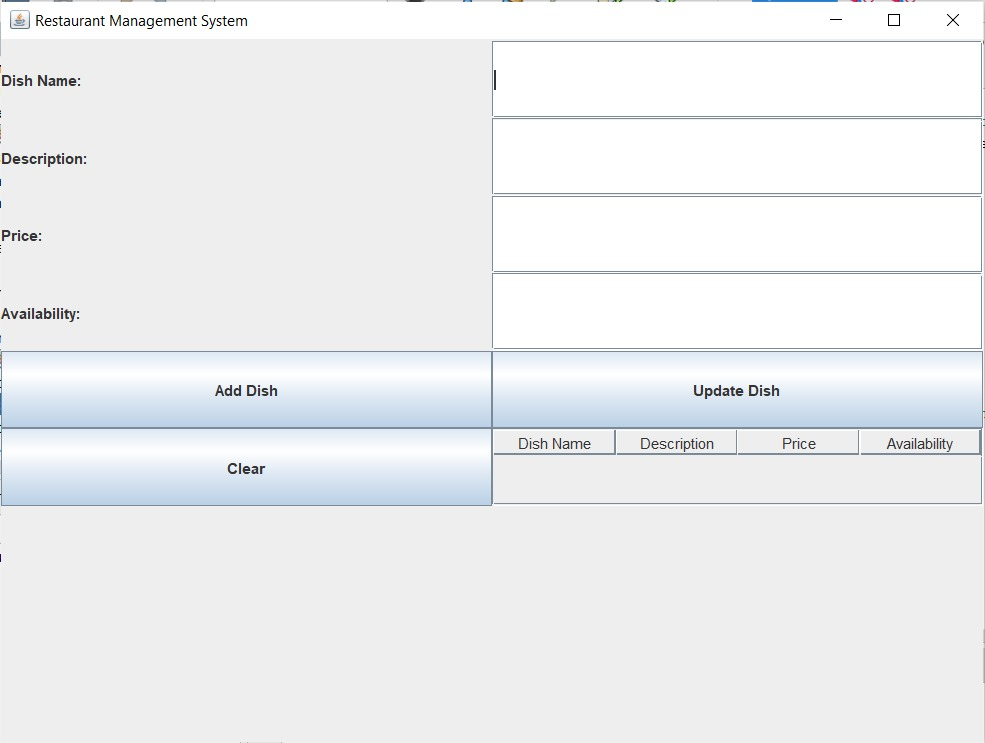 Restaurant Management System
Dish Name:
Description:
Price:
Availability:
Add Dish
Update Dish
Clear
Dish Name Description Price Availability